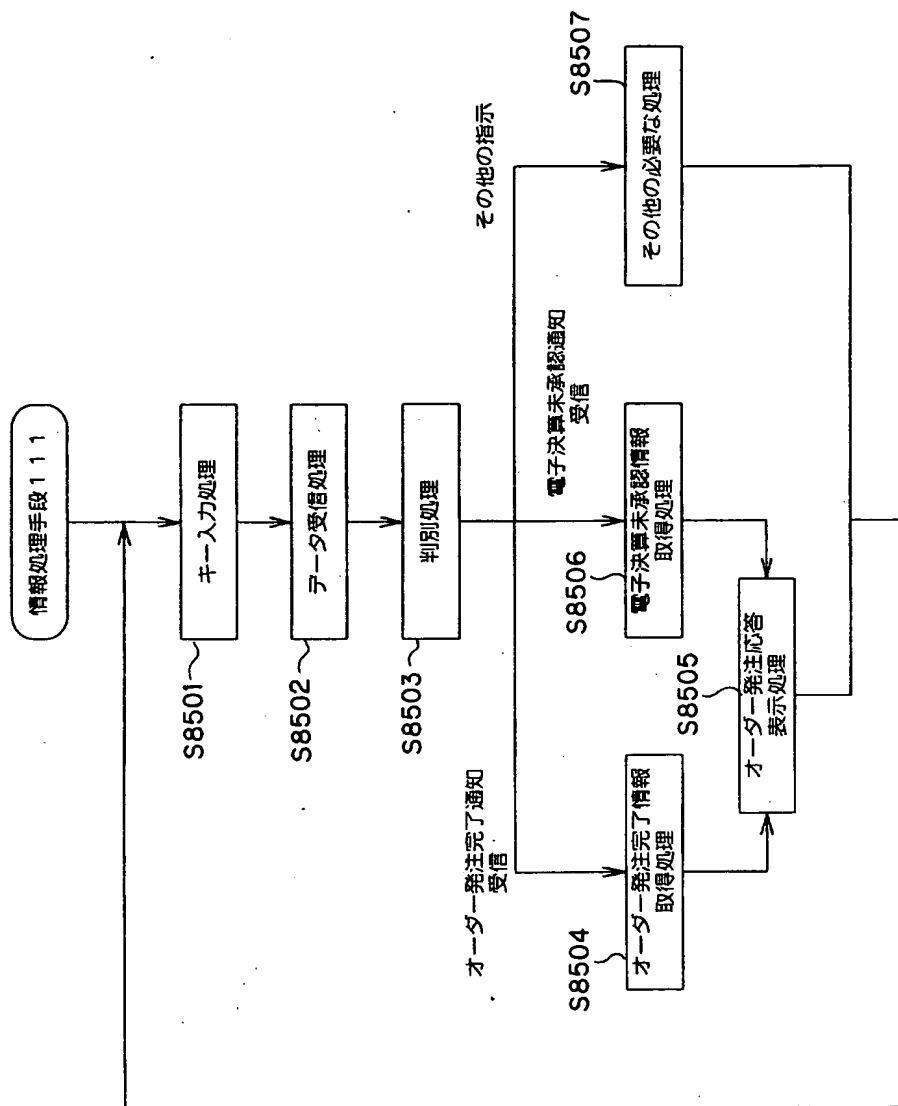 情報処理手段111
キー入力処理
S8501
データ受信処理
S8502
判別処理
S8503
オーダー発注完了通知
受信
電子決算未承認通知
受信
その他の指示
オーダー発注完了情報
取得処理
S8504
電子決算未承認情報
取得処理
S8506
その他の必要な処理
S8507
オーダー発注応答
表示処理
S8505